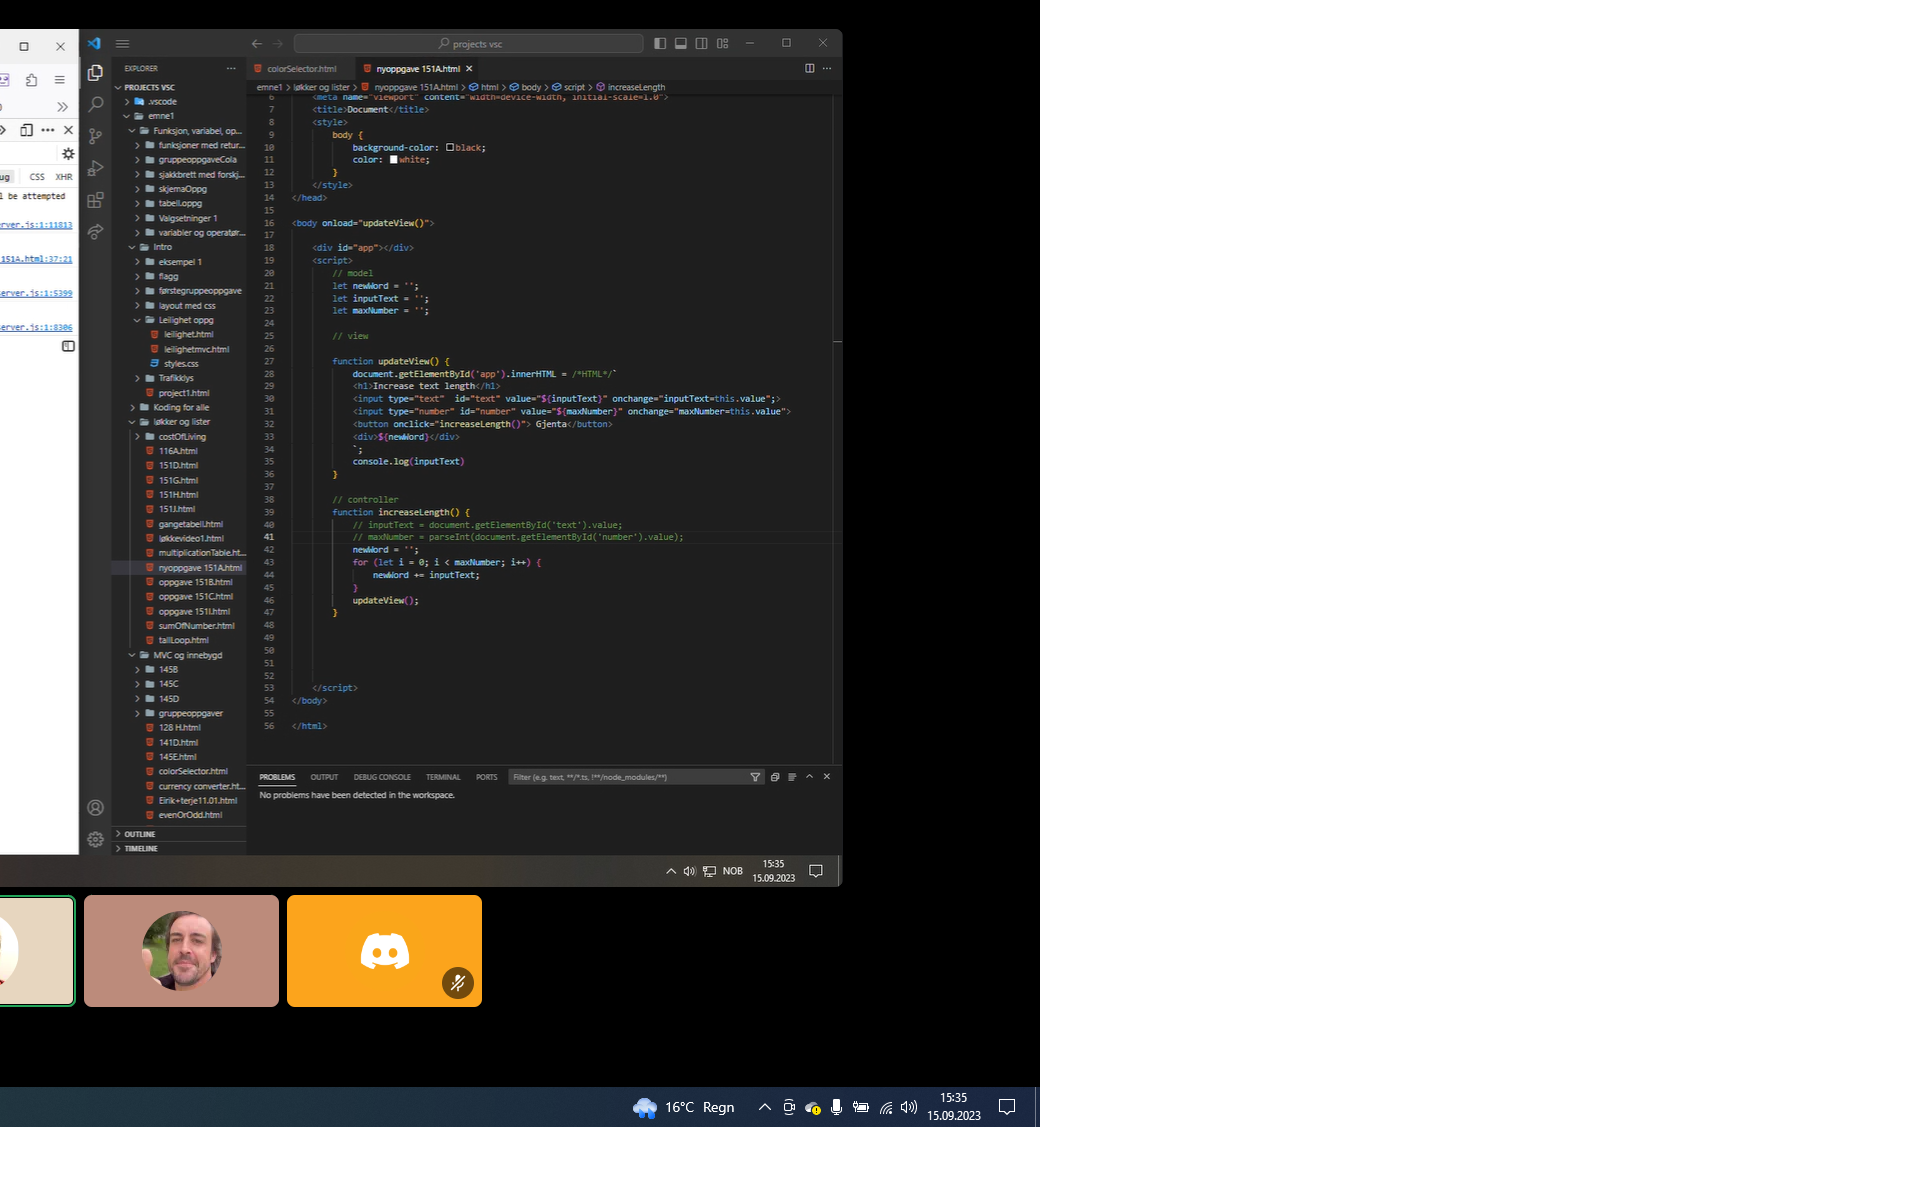 projects vsc
ug
CSS
XHR
l be attempted
erver.js:1:11813
151A.html:37:21
erver.js:1:5399
erver.js:1:8306
EXPLORER
PROJECTS VSC
.vscode
emne1
Funksjon, variabel, op...
funksjoner med retur...
gruppeoppgaveCola
sjakkbrett med forskj...
skjemaOppg
tabell.oppg
Valgsetninger 1
variabler og operatør...
Intro
eksempel 1
flagg
førstegruppeoppgave
layout med css
Leilighet oppg
leilighet.html
leilighetmvc.html
styles.css
Trafikklys
project1.html
Koding for alle
løkker og lister
costOfLiving
116A.html
151D.html
151G.html
151H.html
151J.html
gangetabell.html
løkkevideo1.html
multiplicationTable.ht...
nyoppgave 151A.html
oppgave 151B.html
oppgave 151C.html
oppgave 151I.html
sumOfNumber.html
tallLoop.html
MVC og innebygd
145B
145C
145D
gruppeoppgaver
128 H.html
141D.html
145E.html
colorSelector.html
currency converter.ht...
Eirik+terje11.01.html
evenOrOdd.html
OUTLINE
TIMELINE
colorSelector.html
nyoppgave 151A.html
emne1 > løkker og lister > nyoppgave 151A.html > html > body > script > increaseLength
6 <meta name="viewport" content="width=device-width, initial-scale=1.0">
7 <title>Document</title>
8 <style>
9 body {
10 background-color: black;
11 color: white;
12 }
13 </style>
14 </head>
15
16 <body onload="updateView()">
17
18 <div id="app"></div>
19 <script>
20 // model
21 let newWord = '';
22 let inputText = '';
23 let maxNumber = '';
24
25 // view
26
27 function updateView() {
28 document.getElementById('app').innerHTML = /*HTML*/`
29 <h1>Increase text length</h1>
30 <input type="text"  id="text" value="${inputText}" onchange="inputText=this.value";>
31 <input type="number" id="number" value="${maxNumber}" onchange="maxNumber=this.value">
32 <button onclick="increaseLength()"> Gjenta</button>
33 <div>${newWord}</div>
34 `;
35 console.log(inputText)
36 }
37
38 // controller
39 function increaseLength() {
40 // inputText = document.getElementById('text').value;
41 // maxNumber = parseInt(document.getElementById('number').value);
42 newWord = '';
43 for (let i = 0; i < maxNumber; i++) {
44 newWord += inputText;
45 }
46 updateView();
47 }
48
49
50
51
52
53 </script>
54 </body>
55
56 </html>
PROBLEMS
OUTPUT
DEBUG CONSOLE
TERMINAL
PORTS
Filter (e.g. text, **/*.ts, !**/node_modules/**)
No problems have been detected in the workspace.
NOB
15:35
15.09.2023
16°C Regn
15:35
15.09.2023